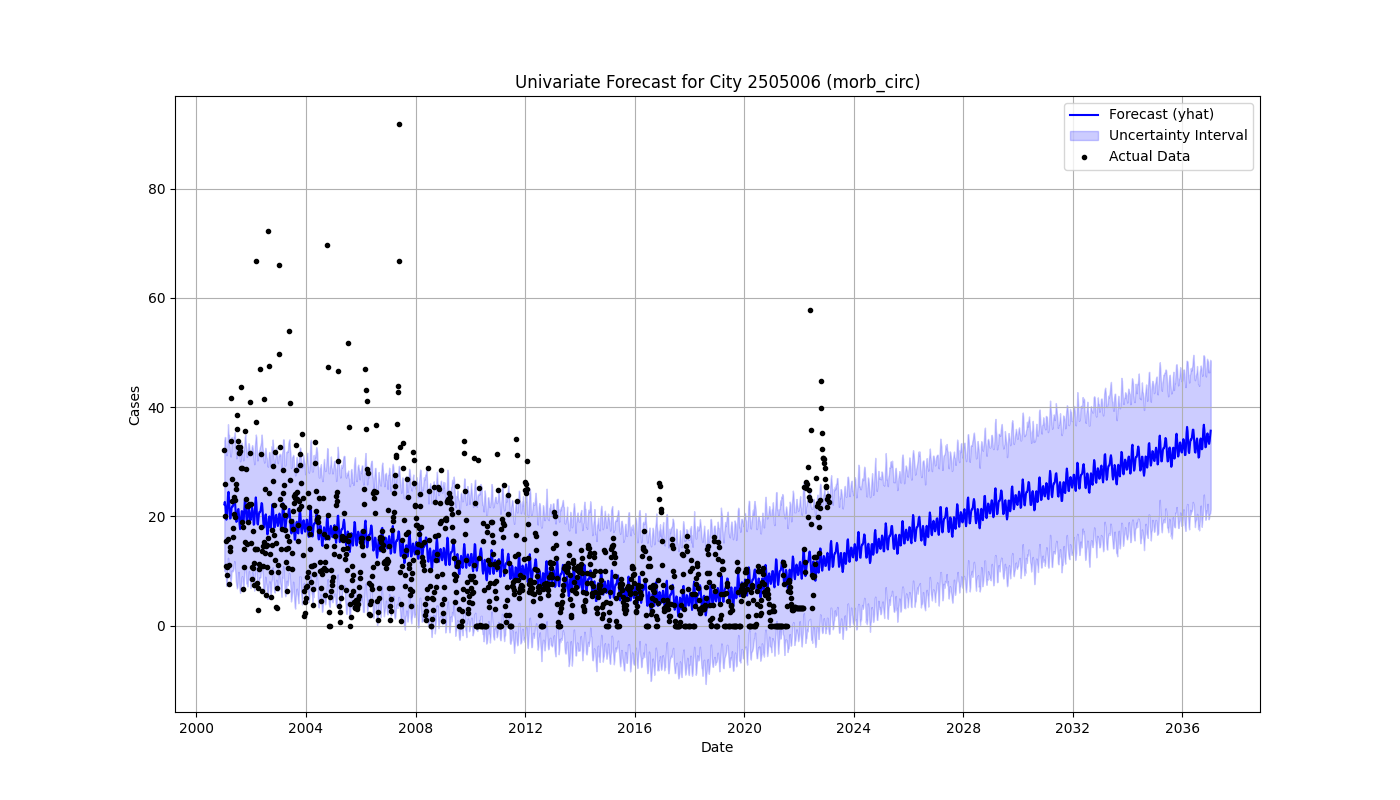 Univariate Forecast for City 2505006 (morb_circ)
Forecast (yhat)
Uncertainty Interval
Actual Data
Cases
80
60
40
20
0
2000 2004 2008 2012 2016 2020 2024 2028 2032 2036
Date